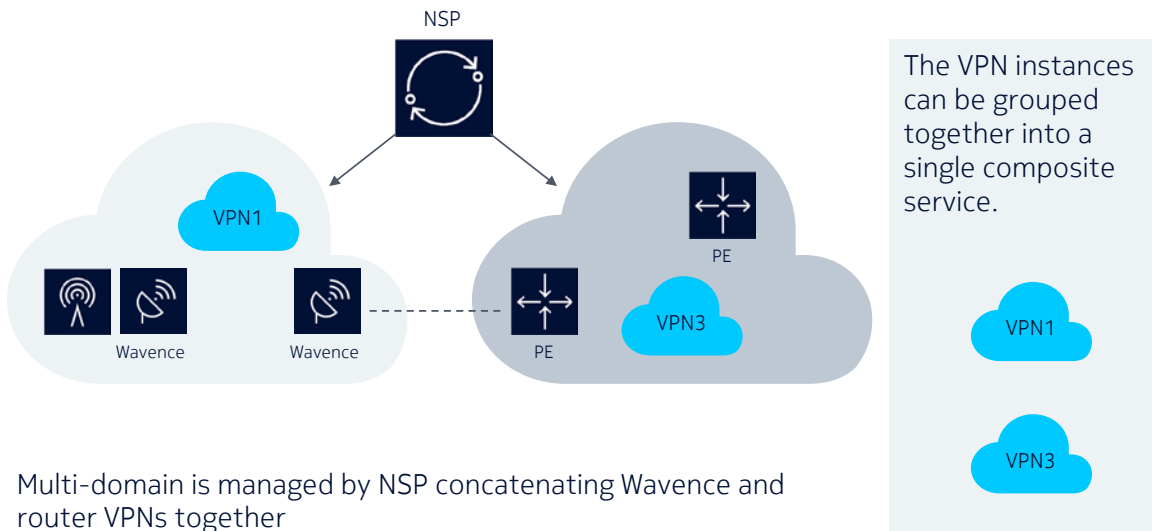 NSP
VPN1
Wavence
Wavence
PE
PE
VPN3
Multi-domain is managed by NSP concatenating Wavence and
router VPNs together
The VPN instances
can be grouped
together into a
single composite
service.
VPN1
VPN3